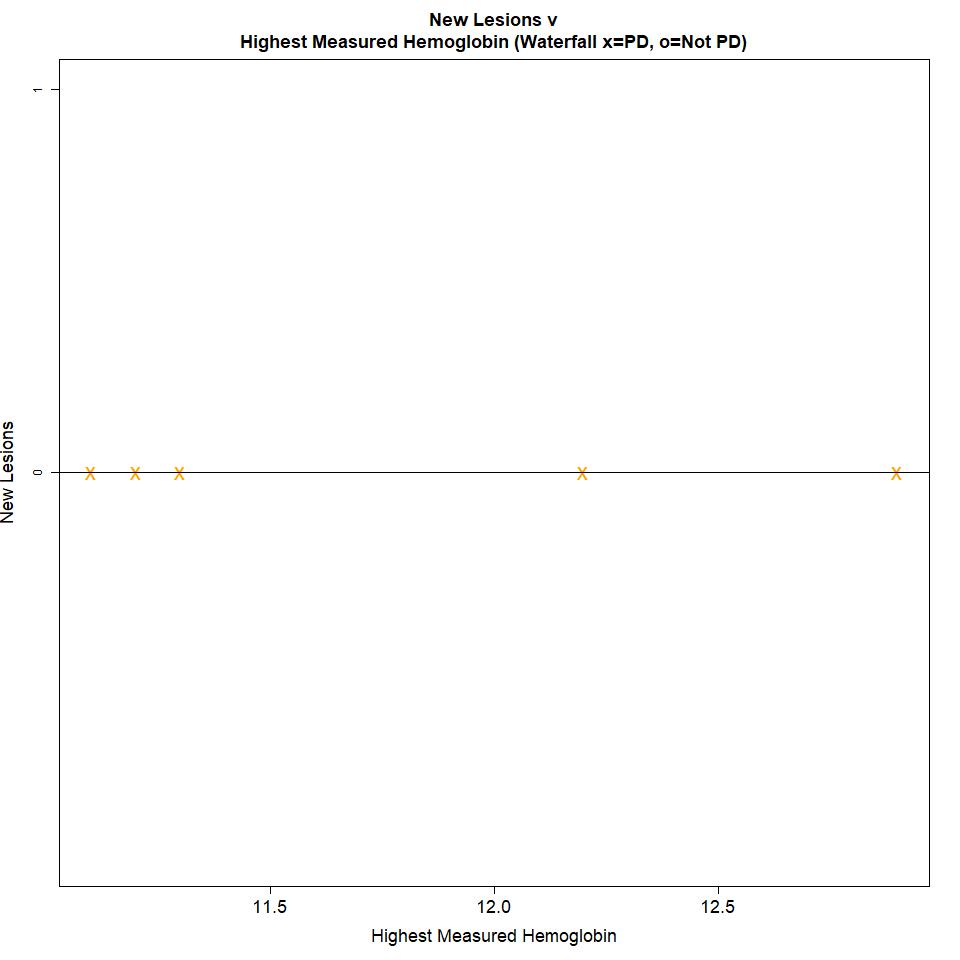 New Lesions v
Highest Measured Hemoglobin (Waterfall x=PD, o=Not PD)
1
0
New Lesions
x x x x x
11.5 12.0 12.5
Highest Measured Hemoglobin